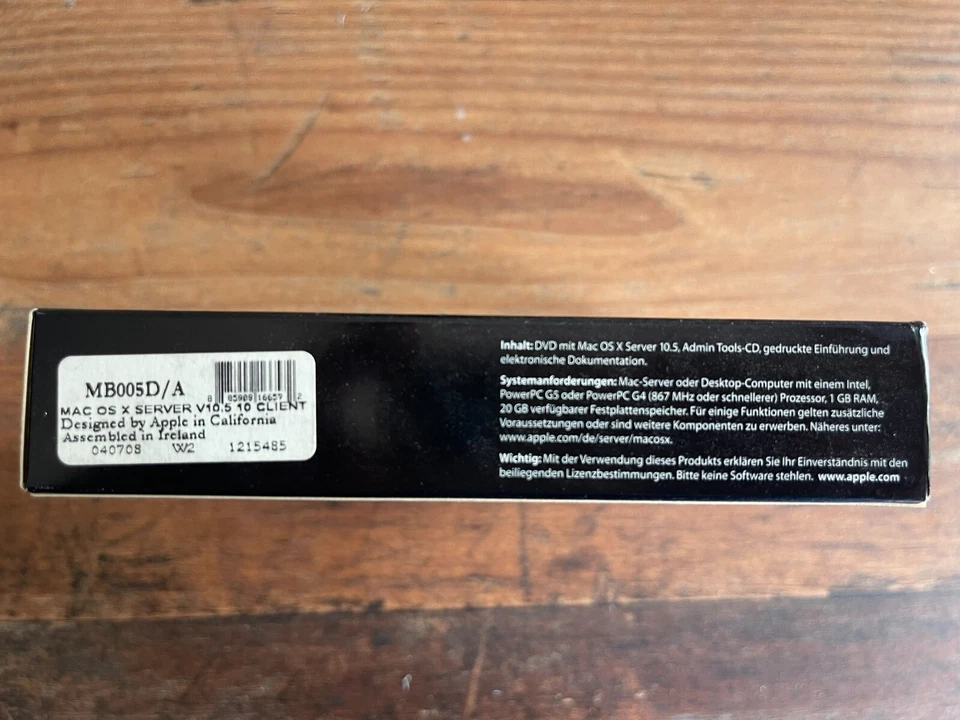 MB005D/A
8 85909 16659 2
MAC OS X SERVER V10.5 10 CLIENT
Designed by Apple in California
Assembled in Ireland
040708 W2 1215485
Inhalt: DVD mit Mac OS X Server 10.5, Admin Tools-CD, gedruckte Einführung und
elektronische Dokumentation.
Systemanforderungen: Mac-Server oder Desktop-Computer mit einem Intel,
PowerPC G5 oder PowerPC G4 (867 MHz oder schnellerer) Prozessor, 1 GB RAM,
20 GB verfügbarer Festplattenspeicher. Für einige Funktionen gelten zusätzliche
Voraussetzungen oder sind weitere Komponenten zu erwerben. Näheres unter:
www.apple.com/de/server/macosx.
Wichtig: Mit der Verwendung dieses Produkts erklären Sie Ihr Einverständnis mit den
beiliegenden Lizenzbestimmungen. Bitte keine Software stehlen. www.apple.com